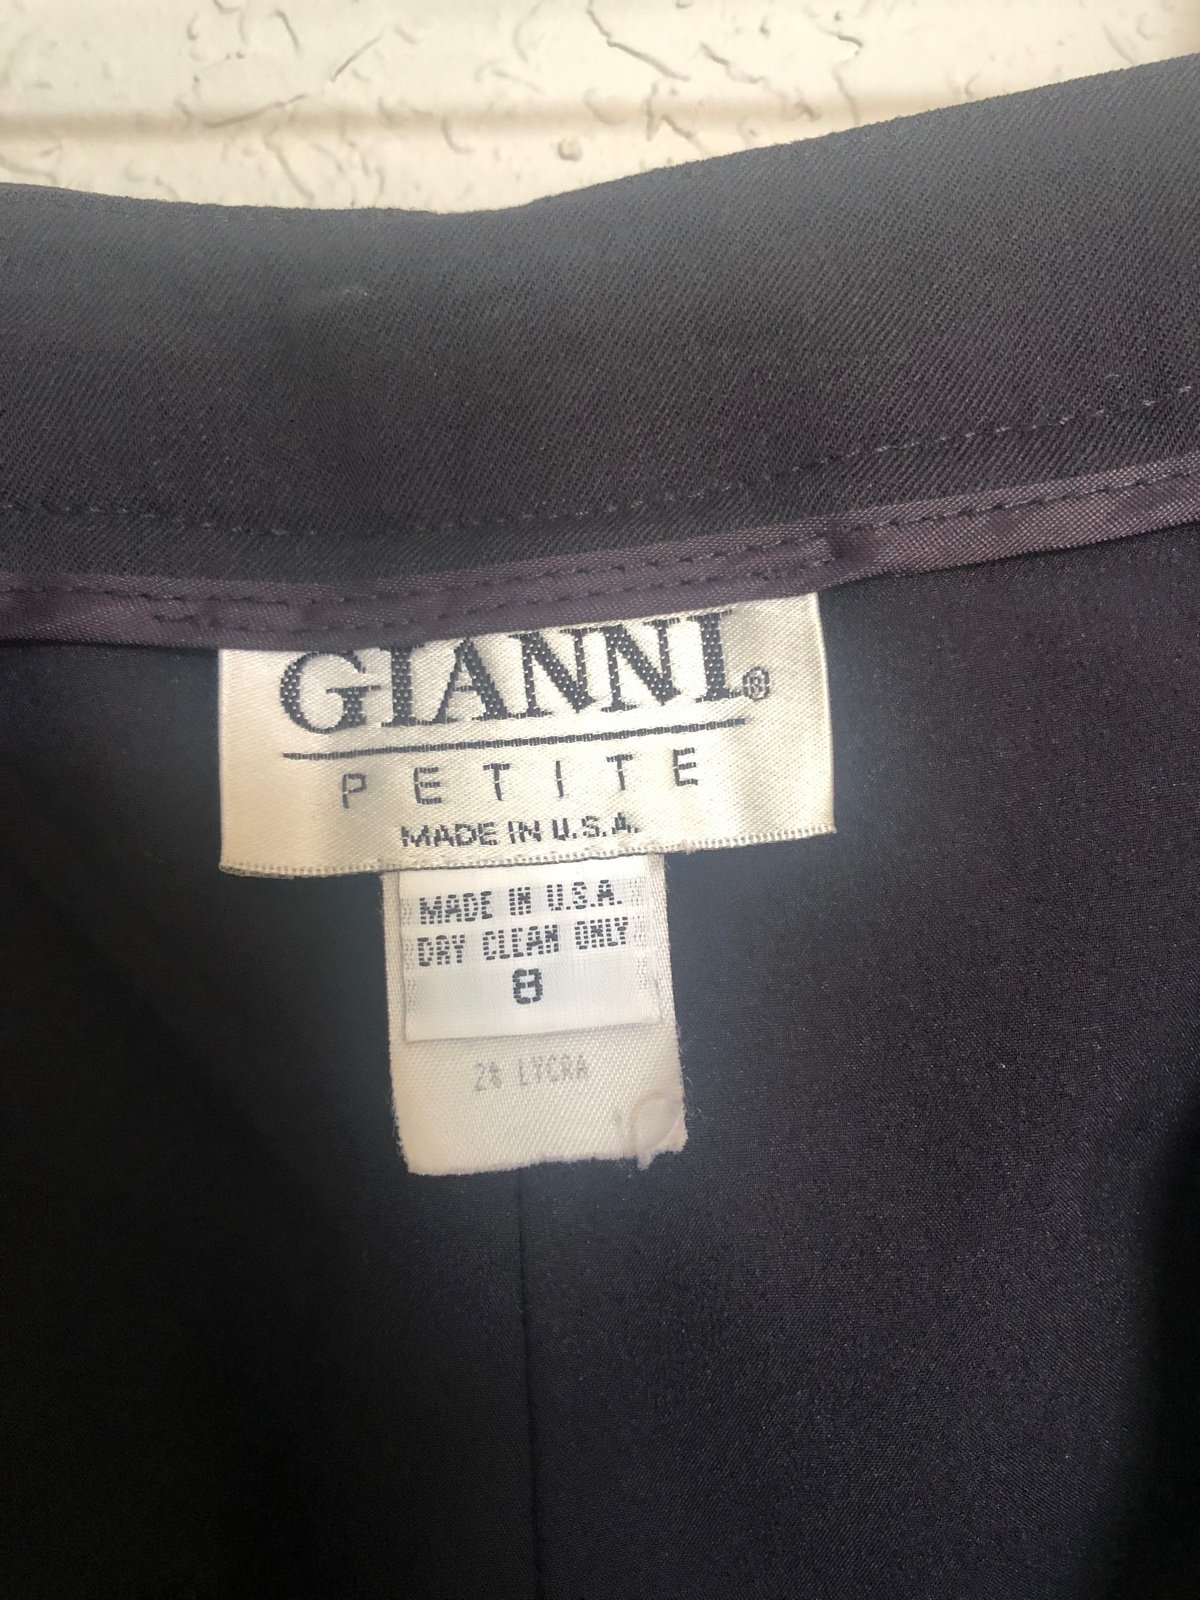 GIANNI®
PETITE
MADE IN U.S.A.
MADE IN U.S.A.
DRY CLEAN ONLY
8
2% LYCRA